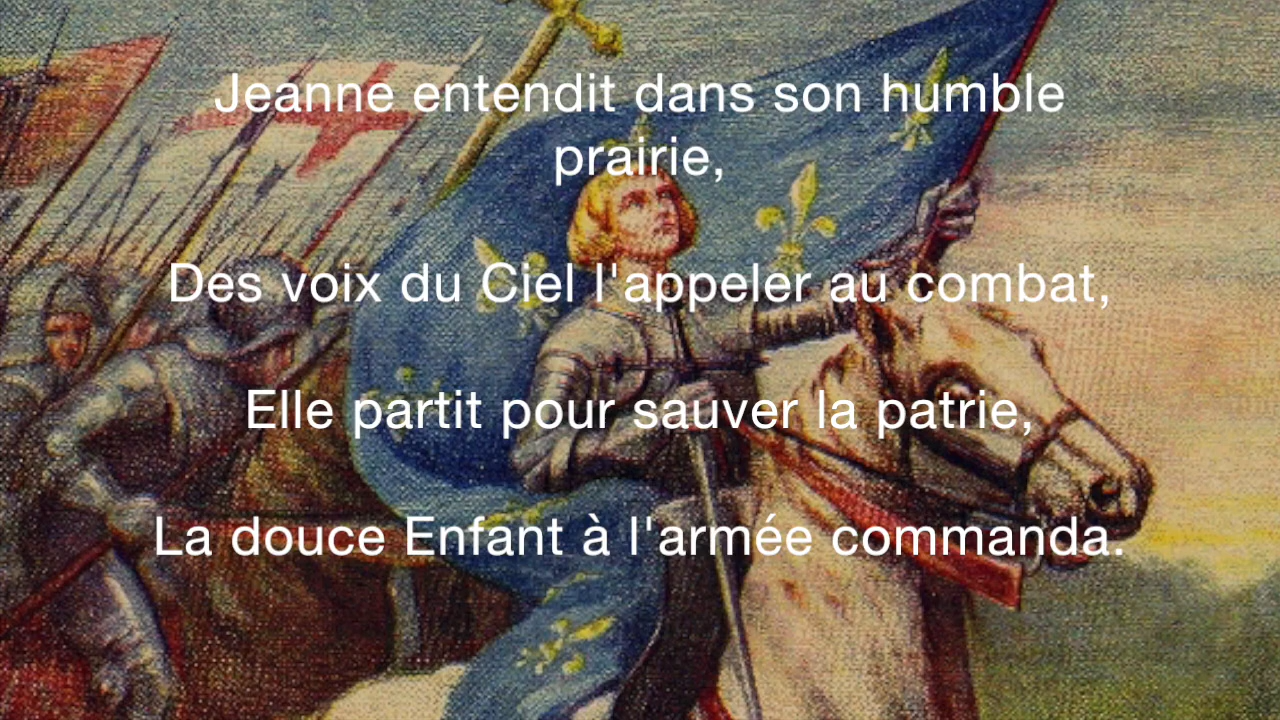 Jeanne entendit dans son humble
prairie,
Des voix du Ciel l'appeler au combat,
Elle partit pour sauver la patrie,
La douce Enfant à l'armée commanda.